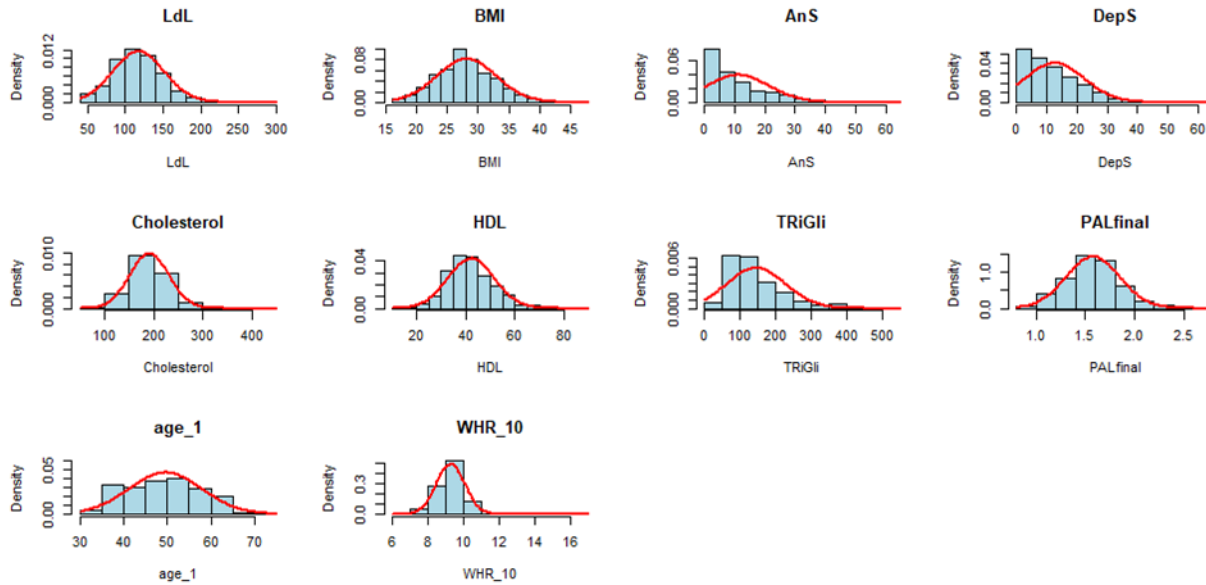 LdL
BMI
AnS
DepS
Density
0.000 0.012
50 100 150 200 250 300
LdL
Density
0.00 0.08
15 20 25 30 35 40 45
BMI
Density
0.00 0.06
0 10 20 30 40 50 60
AnS
Density
0.00 0.04
0 10 20 30 40 50 60
DepS
Cholesterol
HDL
TRiGli
PALfinal
Density
0.000 0.010
100 200 300 400
Cholesterol
Density
0.00 0.04
20 40 60 80
HDL
Density
0.000 0.006
0 100 200 300 400 500
TRiGli
Density
0.0 1.0
1.0 1.5 2.0 2.5
PALfinal
age_1
WHR_10
Density
0.00 0.05
30 40 50 60 70
age_1
Density
0.0 0.3
6 8 10 12 14 16
WHR_10